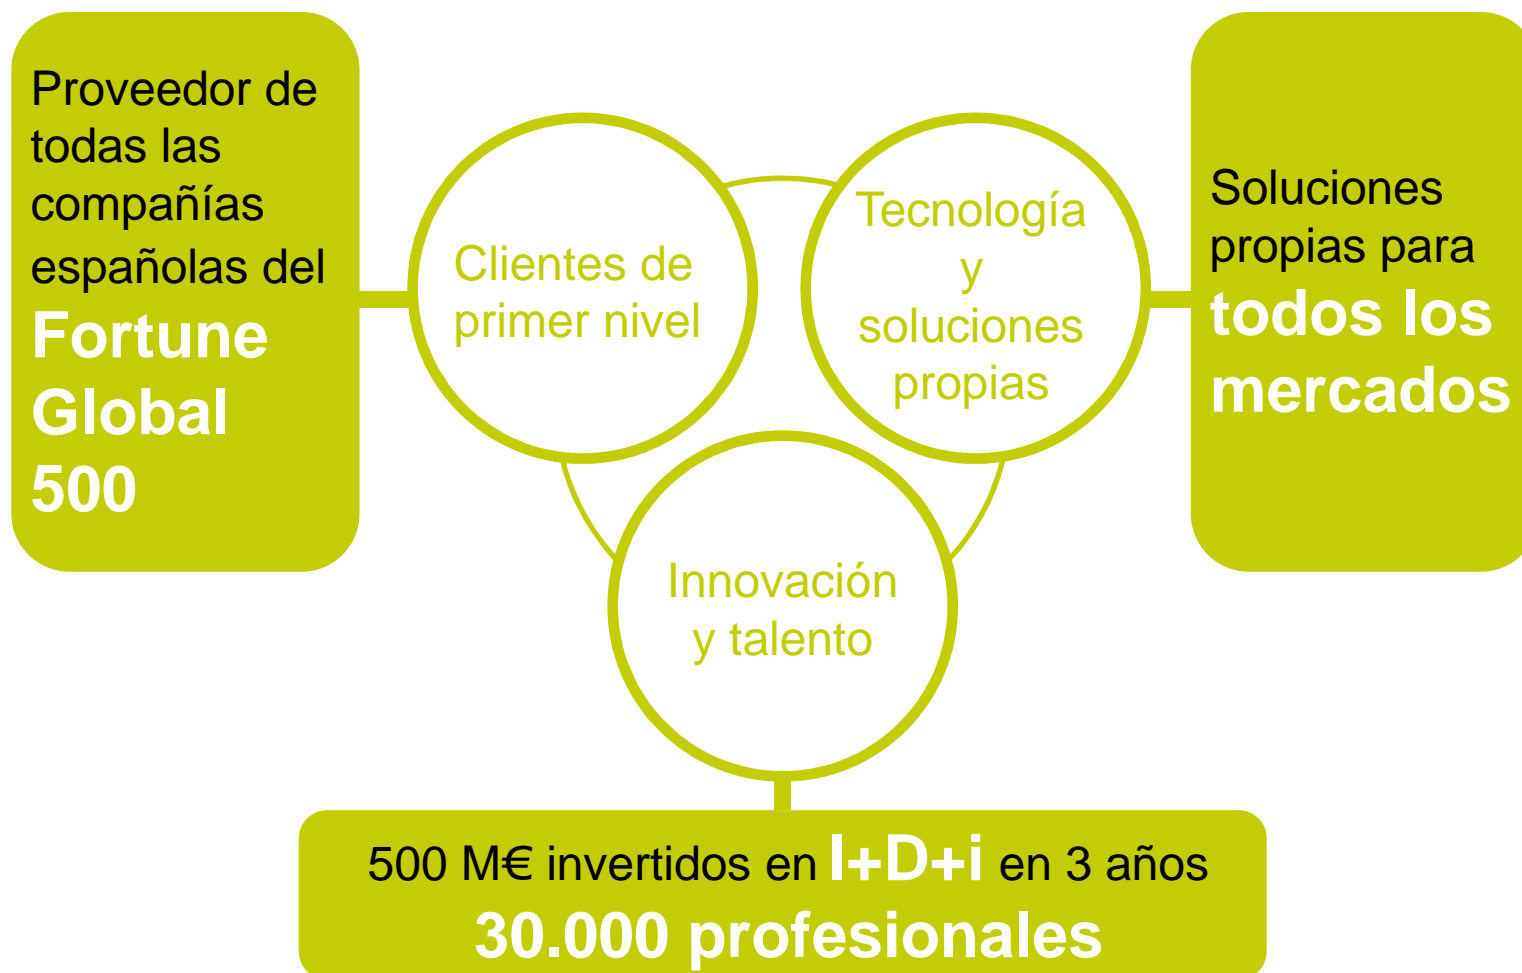 Proveedor de
todas las
compañías
españolas del
Fortune
Global
500
Clientes de
primer nivel
Tecnología
y
soluciones
propias
Soluciones
propias para
todos los
mercados
Innovación
y talento
500 M€ invertidos en I+D+i en 3 años
30.000 profesionales